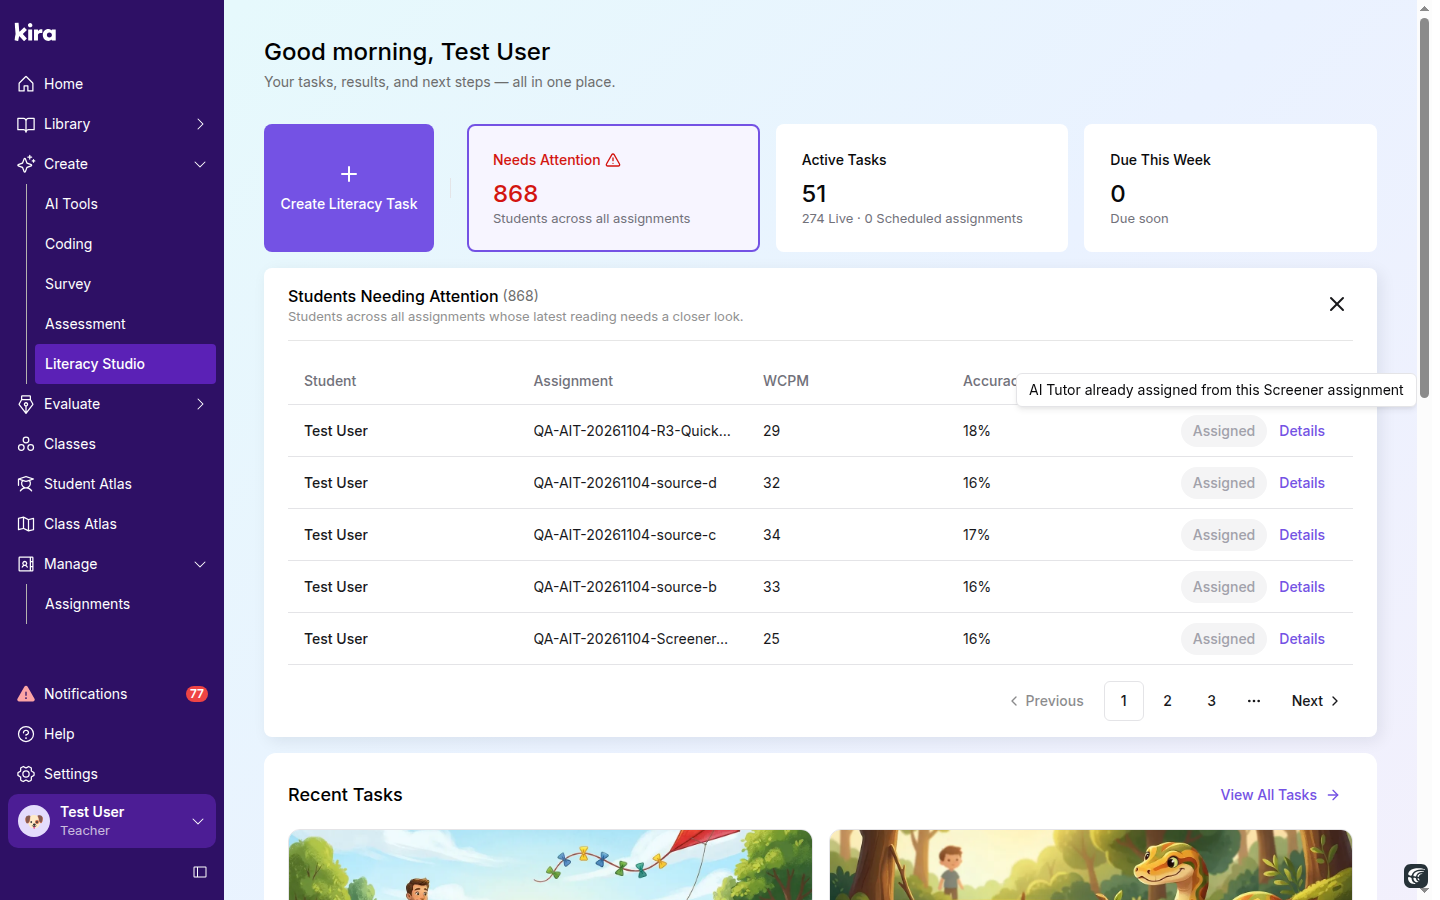 kira
Home
Library
Create
AI Tools
Coding
Survey
Assessment
Literacy Studio
Evaluate
Classes
Student Atlas
Class Atlas
Manage
Assignments
Notifications 77
Help
Settings
Test User
Teacher
Good morning, Test User
Your tasks, results, and next steps — all in one place.
Create Literacy Task
Needs Attention
868
Students across all assignments
Active Tasks
51
274 Live · 0 Scheduled assignments
Due This Week
0
Due soon
Students Needing Attention (868)
Students across all assignments whose latest reading needs a closer look.
Student Assignment WCPM Accurac
AI Tutor already assigned from this Screener assignment
Test User QA-AIT-20261104-R3-Quick... 29 18% Assigned Details
Test User QA-AIT-20261104-source-d 32 16% Assigned Details
Test User QA-AIT-20261104-source-c 34 17% Assigned Details
Test User QA-AIT-20261104-source-b 33 16% Assigned Details
Test User QA-AIT-20261104-Screener... 25 16% Assigned Details
Previous 1 2 3 ... Next
Recent Tasks
View All Tasks